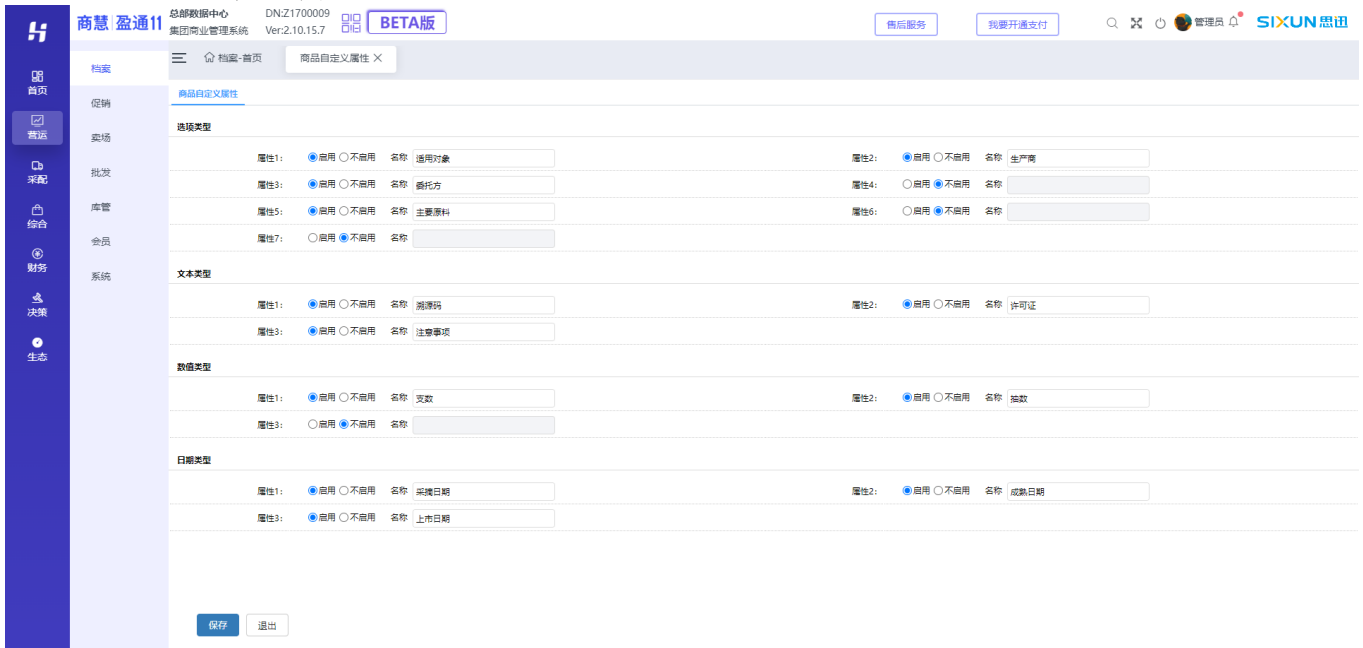 商慧 盈通11 总部数据中心 DN:Z1700009 BETA版 售后服务 我要开通支付 管理员 SIXUN思迅
集团商业管理系统 Ver:2.10.15.7
首页
营运
采配
综合
财务
决策
生态
档案
促销
卖场
批发
库管
会员
系统
档案-首页 商品自定义属性
商品自定义属性
选项类型
属性1: 启用 不启用 名称 适用对象 属性2: 启用 不启用 名称 生产商
属性3: 启用 不启用 名称 委托方 属性4: 启用 不启用 名称
属性5: 启用 不启用 名称 主要原料 属性6: 启用 不启用 名称
属性7: 启用 不启用 名称
文本类型
属性1: 启用 不启用 名称 溯源码 属性2: 启用 不启用 名称 许可证
属性3: 启用 不启用 名称 注意事项
数值类型
属性1: 启用 不启用 名称 支数 属性2: 启用 不启用 名称 抽数
属性3: 启用 不启用 名称
日期类型
属性1: 启用 不启用 名称 采摘日期 属性2: 启用 不启用 名称 成熟日期
属性3: 启用 不启用 名称 上市日期
保存 退出